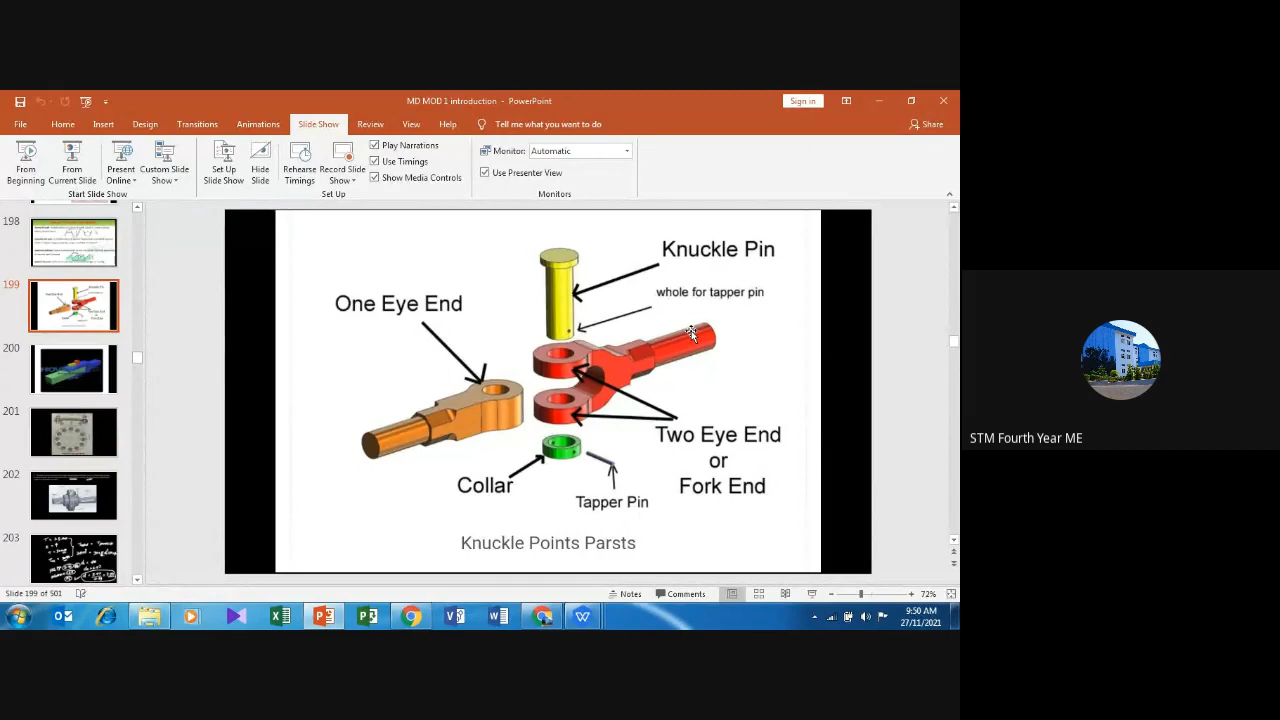 MD MOD 1 introduction - PowerPoint
Sign in
File Home Insert Design Transitions Animations Slide Show Review View Help Tell me what you want to do Share
From Beginning
From Current Slide
Present Online
Custom Slide Show
Start Slide Show
Set Up Slide Show
Hide Slide
Rehearse Timings
Record Slide Show
Play Narrations
Use Timings
Show Media Controls
Set Up
Monitor: Automatic
Use Presenter View
Monitors
198
199
200
201
202
203
Knuckle Pin
whole for tapper pin
One Eye End
Two Eye End
or
Fork End
Collar
Tapper Pin
Knuckle Points Parsts
STM Fourth Year ME
Slide 199 of 501
Notes
Comments
72%
9:50 AM
27/11/2021